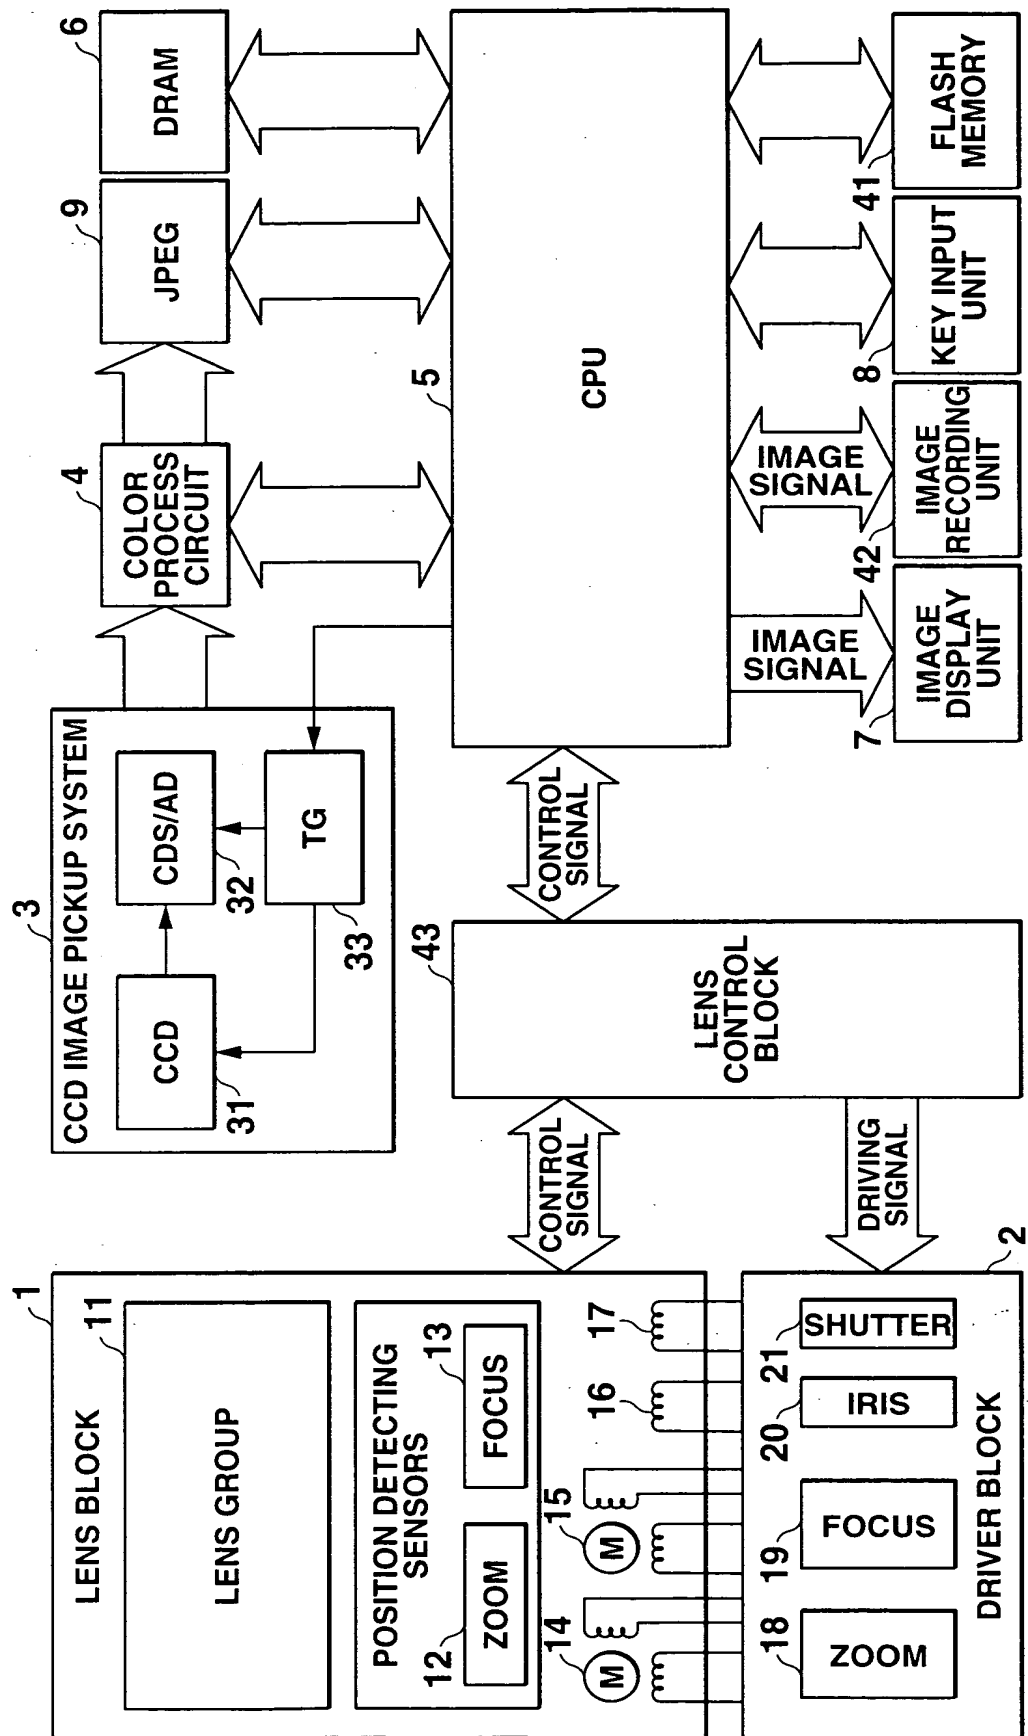 1
LENS BLOCK
11
LENS GROUP
POSITION DETECTING
SENSORS
12
ZOOM
13
FOCUS
14
M
15
M
16
17
2
DRIVER BLOCK
18
ZOOM
19
FOCUS
20
IRIS
21
SHUTTER
CONTROL
SIGNAL
DRIVING
SIGNAL
43
LENS
CONTROL
BLOCK
CONTROL
SIGNAL
3
CCD IMAGE PICKUP SYSTEM
31
CCD
32
CDS/AD
33
TG
4
COLOR
PROCESS
CIRCUIT
9
JPEG
6
DRAM
5
CPU
IMAGE
SIGNAL
IMAGE
SIGNAL
7
IMAGE
DISPLAY
UNIT
42
IMAGE
RECORDING
UNIT
8
KEY INPUT
UNIT
41
FLASH
MEMORY